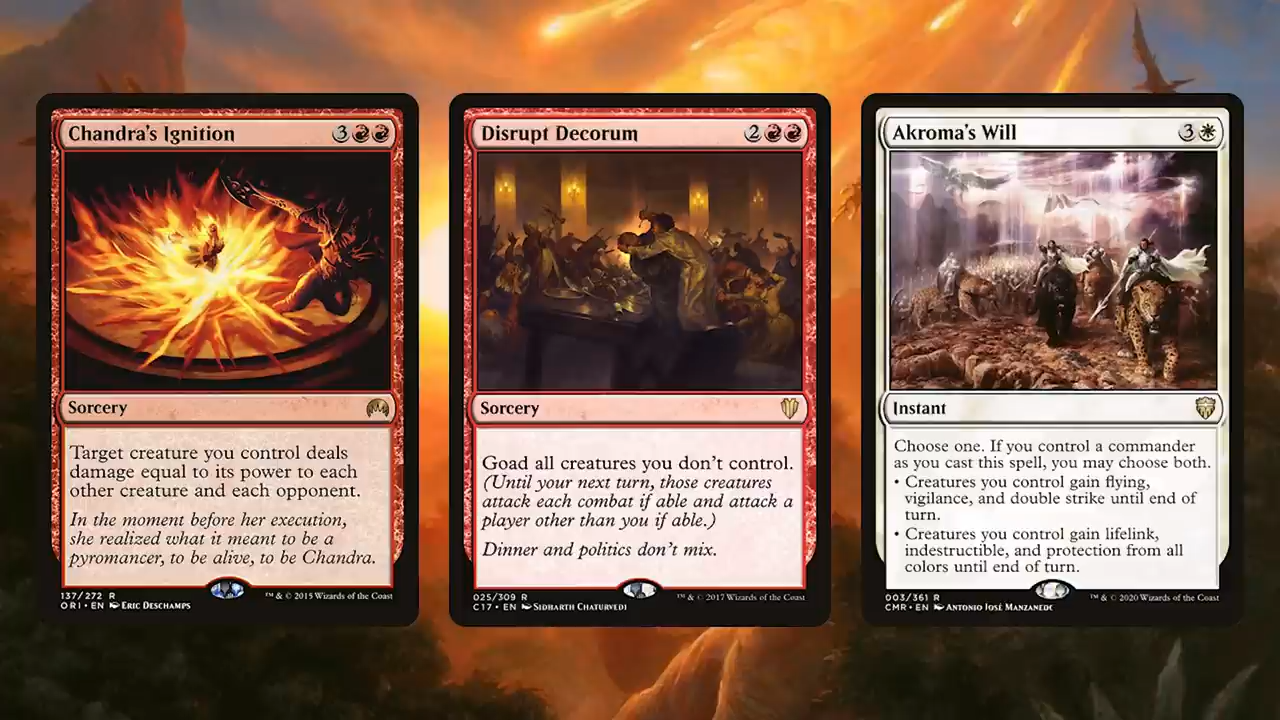 Chandra's Ignition
3
Sorcery
Target creature you control deals
damage equal to its power to each
other creature and each opponent.
In the moment before her execution,
she realized what it meant to be a
pyromancer, to be alive, to be Chandra.
137/272 R
ORI • EN Eric Deschamps
™ & © 2015 Wizards of the Coast
Disrupt Decorum
2
Sorcery
Goad all creatures you don't control.
(Until your next turn, those creatures
attack each combat if able and attack a
player other than you if able.)
Dinner and politics don't mix.
025/309 R
C17 • EN Sidharth Chaturvedi
™ & © 2017 Wizards of the Coast
Akroma's Will
3
Instant
Choose one. If you control a commander
as you cast this spell, you may choose both.
• Creatures you control gain flying,
vigilance, and double strike until end of
turn.
• Creatures you control gain lifelink,
indestructible, and protection from all
colors until end of turn.
003/361 R
CMR • EN Antonio José Manzanedo
™ & © 2020 Wizards of the Coast